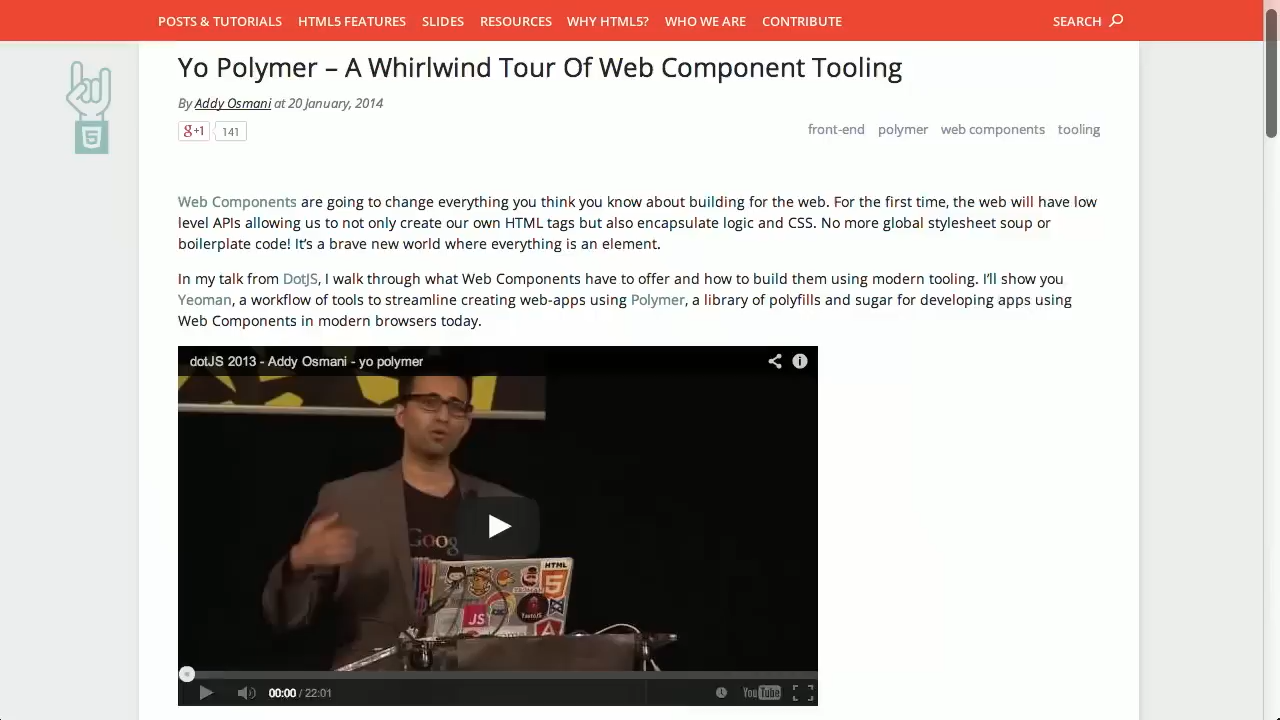 POSTS & TUTORIALS HTML5 FEATURES SLIDES RESOURCES WHY HTML5? WHO WE ARE CONTRIBUTE SEARCH
Yo Polymer – A Whirlwind Tour Of Web Component Tooling
By Addy Osmani at 20 January, 2014
g+1 141
front-end polymer web components tooling
Web Components are going to change everything you think you know about building for the web. For the first time, the web will have low
level APIs allowing us to not only create our own HTML tags but also encapsulate logic and CSS. No more global stylesheet soup or
boilerplate code! It's a brave new world where everything is an element.
In my talk from DotJS, I walk through what Web Components have to offer and how to build them using modern tooling. I'll show you
Yeoman, a workflow of tools to streamline creating web-apps using Polymer, a library of polyfills and sugar for developing apps using
Web Components in modern browsers today.
dotJS 2013 - Addy Osmani - yo polymer
Goog
HTML
5
JS
00:00 / 22:01
YouTube